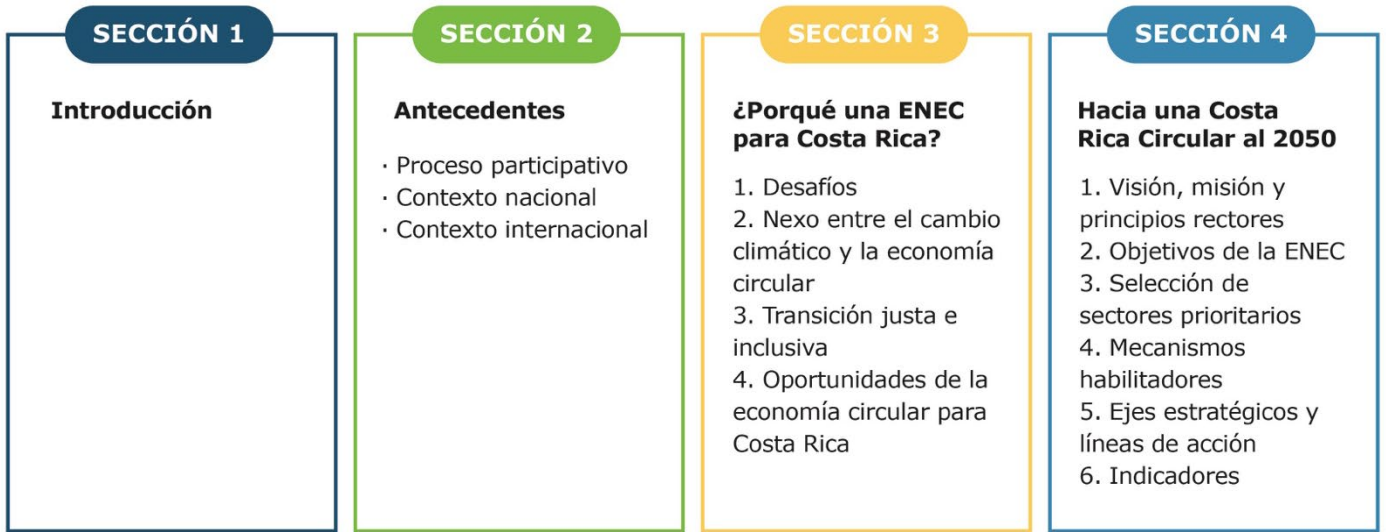 SECCIÓN 1
Introducción
SECCIÓN 2
Antecedentes
· Proceso participativo
· Contexto nacional
· Contexto internacional
SECCIÓN 3
¿Porqué una ENEC
para Costa Rica?
1. Desafíos
2. Nexo entre el cambio
climático y la economía
circular
3. Transición justa e
inclusiva
4. Oportunidades de la
economía circular para
Costa Rica
SECCIÓN 4
Hacia una Costa
Rica Circular al 2050
1. Visión, misión y
principios rectores
2. Objetivos de la ENEC
3. Selección de
sectores prioritarios
4. Mecanismos
habilitadores
5. Ejes estratégicos y
líneas de acción
6. Indicadores